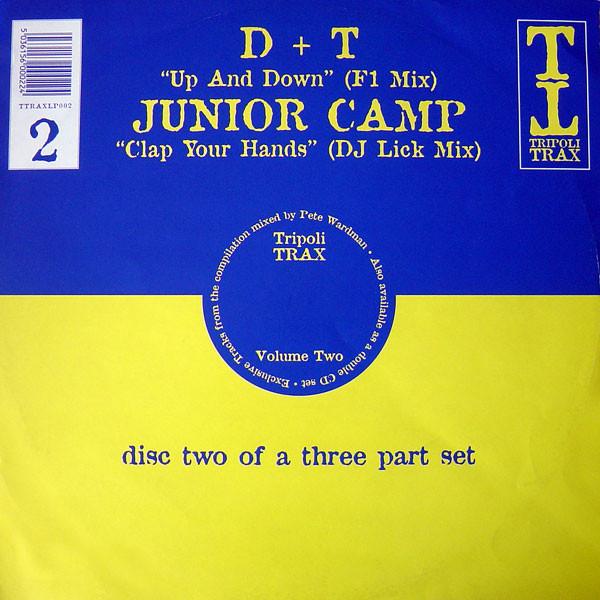 5036156000224
TTRAXLP002
2
D + T
"Up And Down" (F1 Mix)
JUNIOR CAMP
"Clap Your Hands" (DJ Lick Mix)
TT
TRIPOLI
TRAX
Exclusive Tracks from the compilation mixed by Pete Wardman • Also available as a double CD set •
Tripoli
TRAX
Volume Two
disc two of a three part set